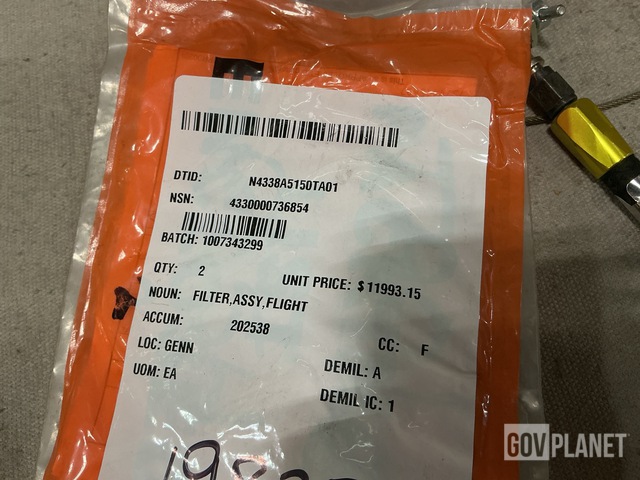 DTID: N4338A5150TA01
NSN: 4330000736854
BATCH: 1007343299
QTY: 2 UNIT PRICE: $11993.15
NOUN: FILTER,ASSY,FLIGHT
ACCUM: 202538
CC: F
LOC: GENN
DEMIL: A
UOM: EA
DEMIL IC: 1
GOVPLANET